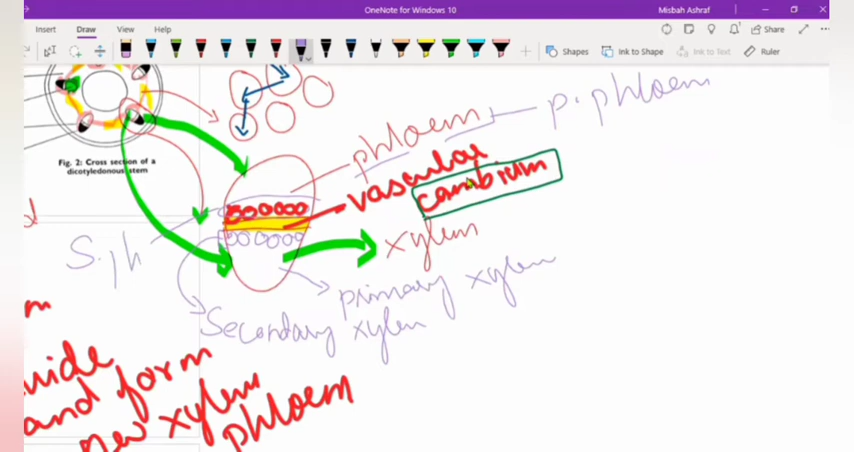 OneNote for Windows 10
Misbah Ashraf
Insert Draw View Help
Share
Shapes Ink to Shape Ink to Text Ruler
phloem p. phloem
Fig. 2: Cross section of a
dicotyledonous stem
vascular
cambium
xylem
S.ph
primary xylem
Secondary xylem
and form
new xylem
phloem